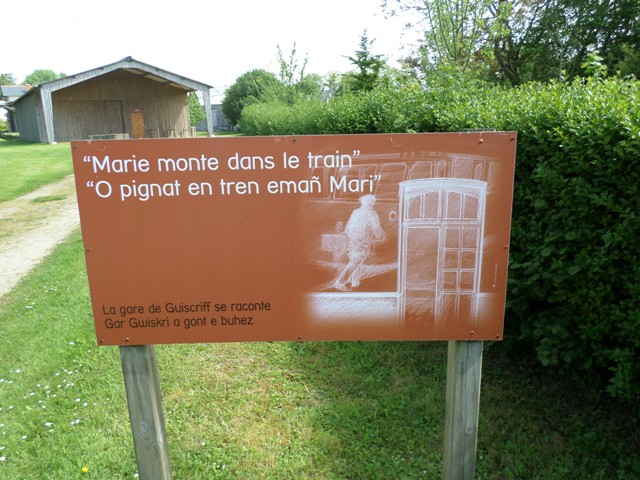 “Marie monte dans le train”
“O pignat en tren emañ Mari”
La gare de Guiscriff se raconte
Gar Gwiskri a gont e buhez